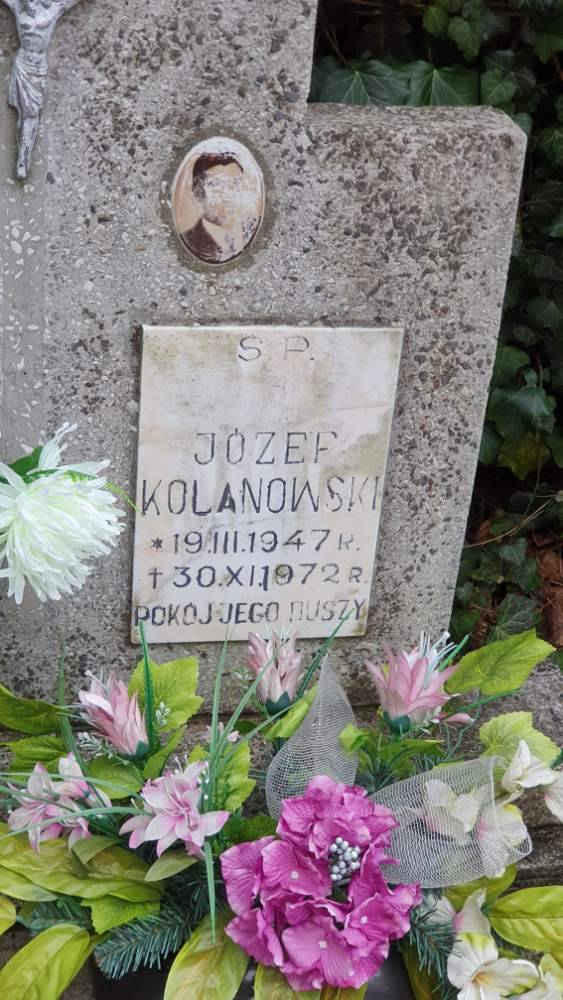 Ś.P.
JÓZEF
KOLANOWSKI
* 19.III.1947 R.
† 30.XI.1972 R.
POKÓJ JEGO DUSZY